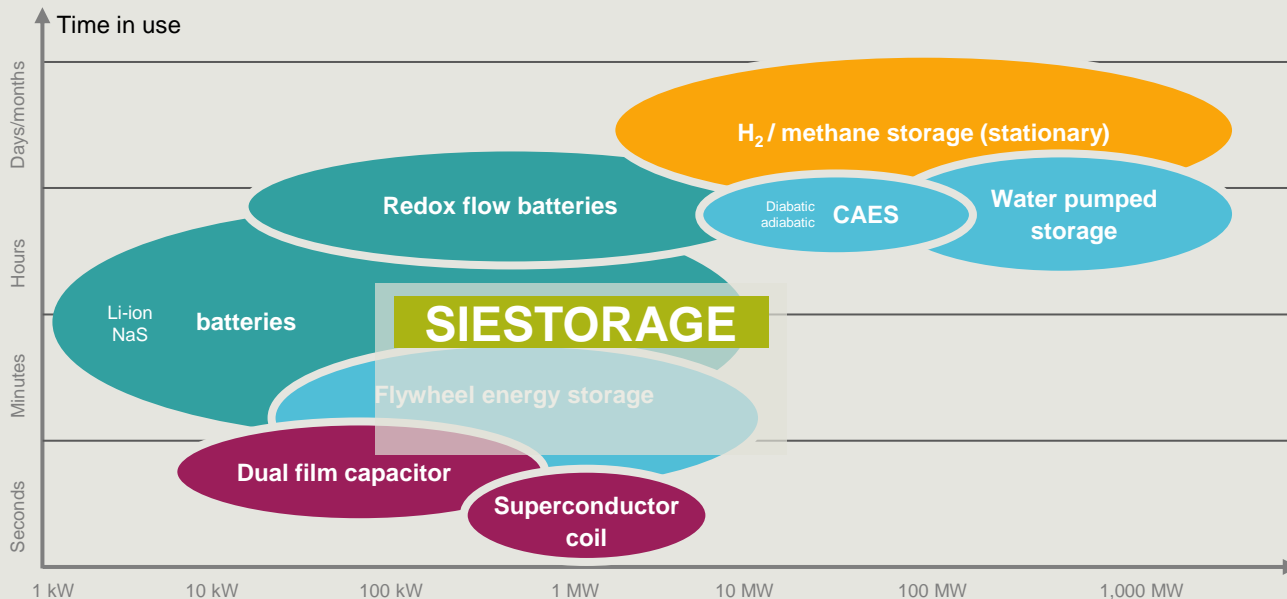 Time in use
Days/months
H₂ / methane storage (stationary)
Redox flow batteries
Diabatic
adiabatic
CAES
Water pumped
storage
Hours
Li-ion
NaS
batteries
SIESTORAGE
Minutes
Flywheel energy storage
Dual film capacitor
Superconductor
coil
Seconds
1 kW
10 kW
100 kW
1 MW
10 MW
100 MW
1,000 MW